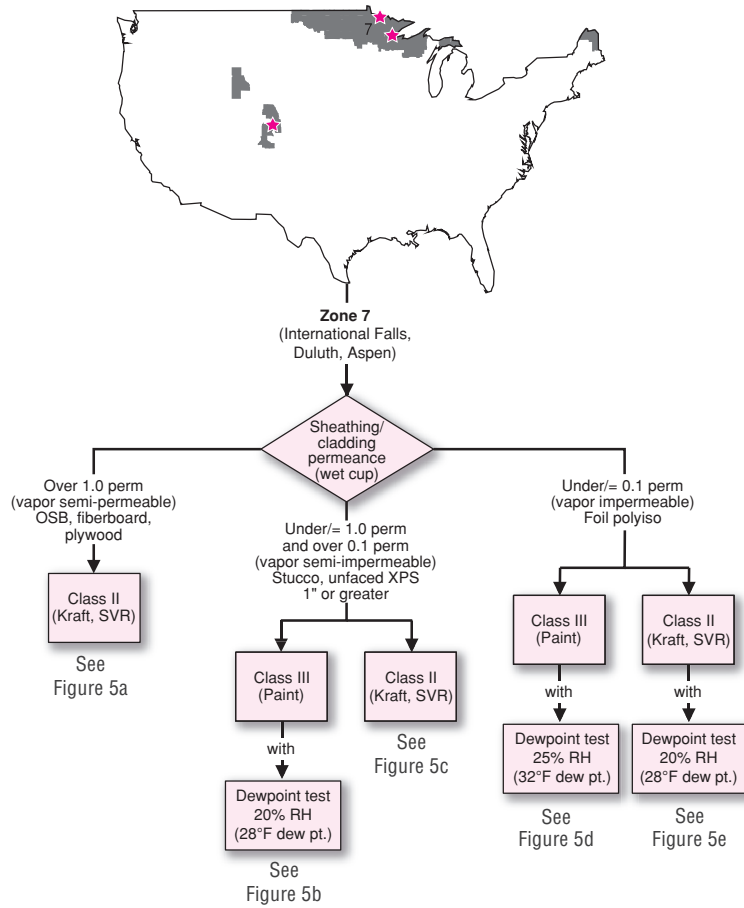 7
Zone 7
(International Falls,
Duluth, Aspen)
Sheathing/
cladding
permeance
(wet cup)
Over 1.0 perm
(vapor semi-permeable)
OSB, fiberboard,
plywood
Class II
(Kraft, SVR)
See
Figure 5a
Under/= 1.0 perm
and over 0.1 perm
(vapor semi-impermeable)
Stucco, unfaced XPS
1" or greater
Class III
(Paint)
with
Dewpoint test
20% RH
(28°F dew pt.)
See
Figure 5b
Class II
(Kraft, SVR)
See
Figure 5c
Under/= 0.1 perm
(vapor impermeable)
Foil polyiso
Class III
(Paint)
with
Dewpoint test
25% RH
(32°F dew pt.)
See
Figure 5d
Class II
(Kraft, SVR)
with
Dewpoint test
20% RH
(28°F dew pt.)
See
Figure 5e